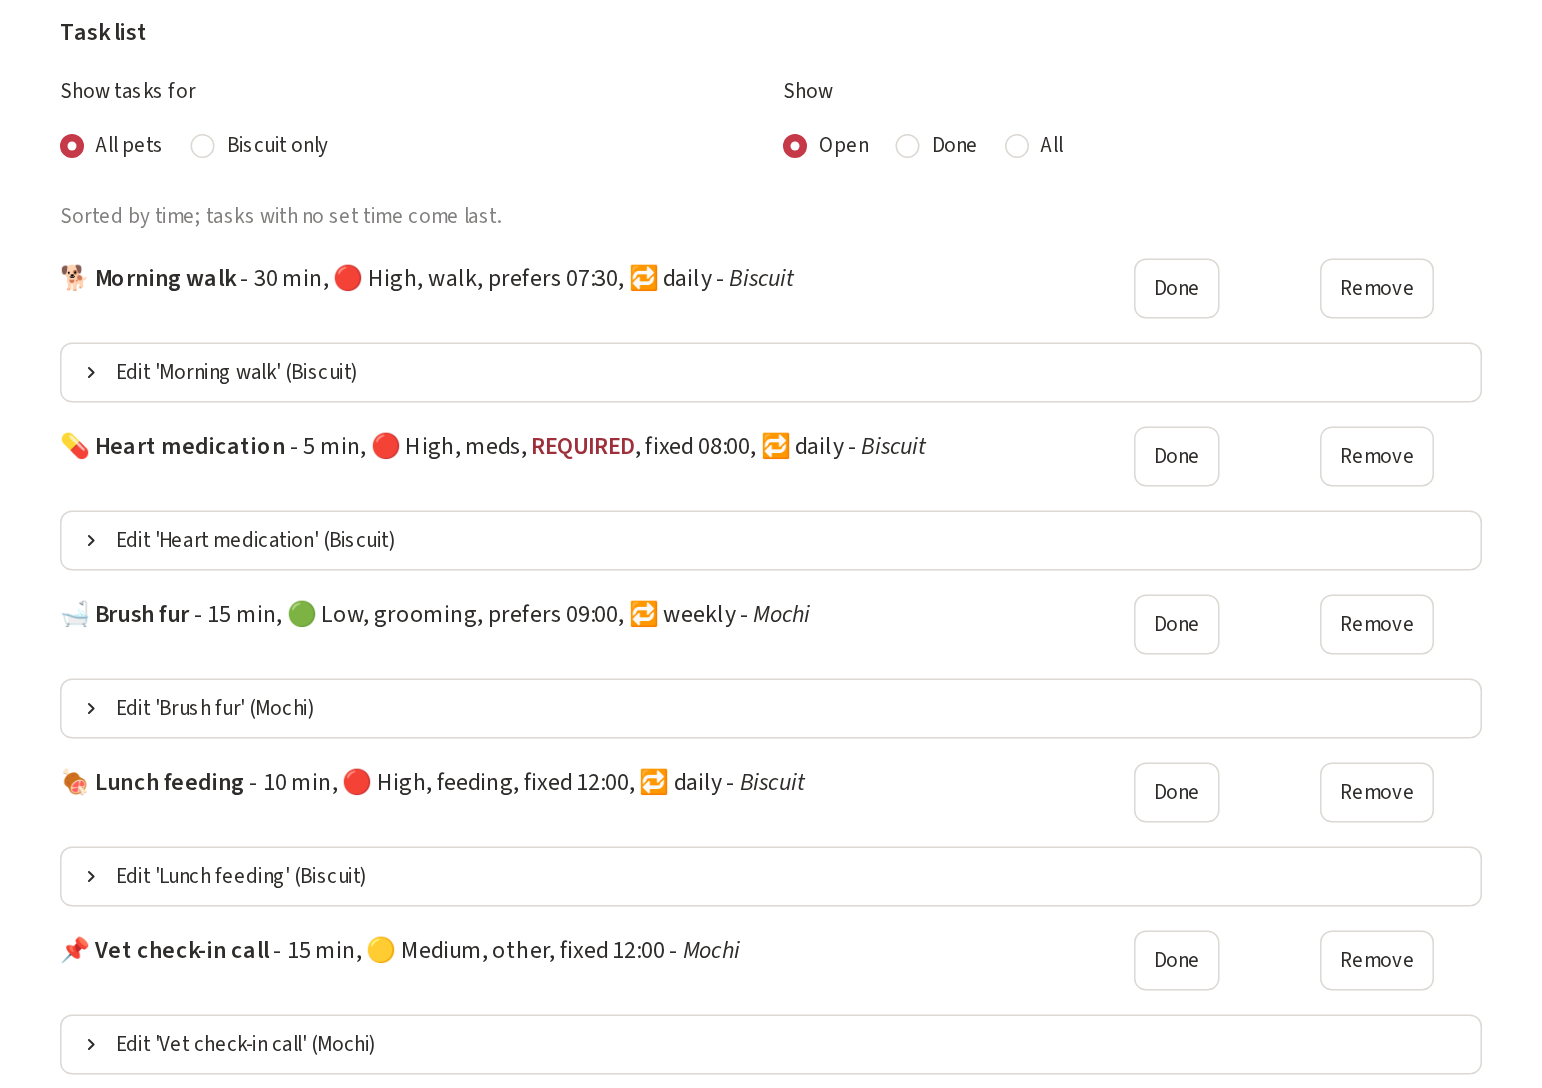 Task list
Show tasks for
Show
All pets
Biscuit only
Open
Done
All
Sorted by time; tasks with no set time come last.
🐕 Morning walk - 30 min, 🔴 High, walk, prefers 07:30, 🔁 daily - Biscuit
Done
Remove
Edit 'Morning walk' (Biscuit)
💊 Heart medication - 5 min, 🔴 High, meds, REQUIRED, fixed 08:00, 🔁 daily - Biscuit
Done
Remove
Edit 'Heart medication' (Biscuit)
🛁 Brush fur - 15 min, 🟢 Low, grooming, prefers 09:00, 🔁 weekly - Mochi
Done
Remove
Edit 'Brush fur' (Mochi)
🍖 Lunch feeding - 10 min, 🔴 High, feeding, fixed 12:00, 🔁 daily - Biscuit
Done
Remove
Edit 'Lunch feeding' (Biscuit)
📌 Vet check-in call - 15 min, 🟡 Medium, other, fixed 12:00 - Mochi
Done
Remove
Edit 'Vet check-in call' (Mochi)